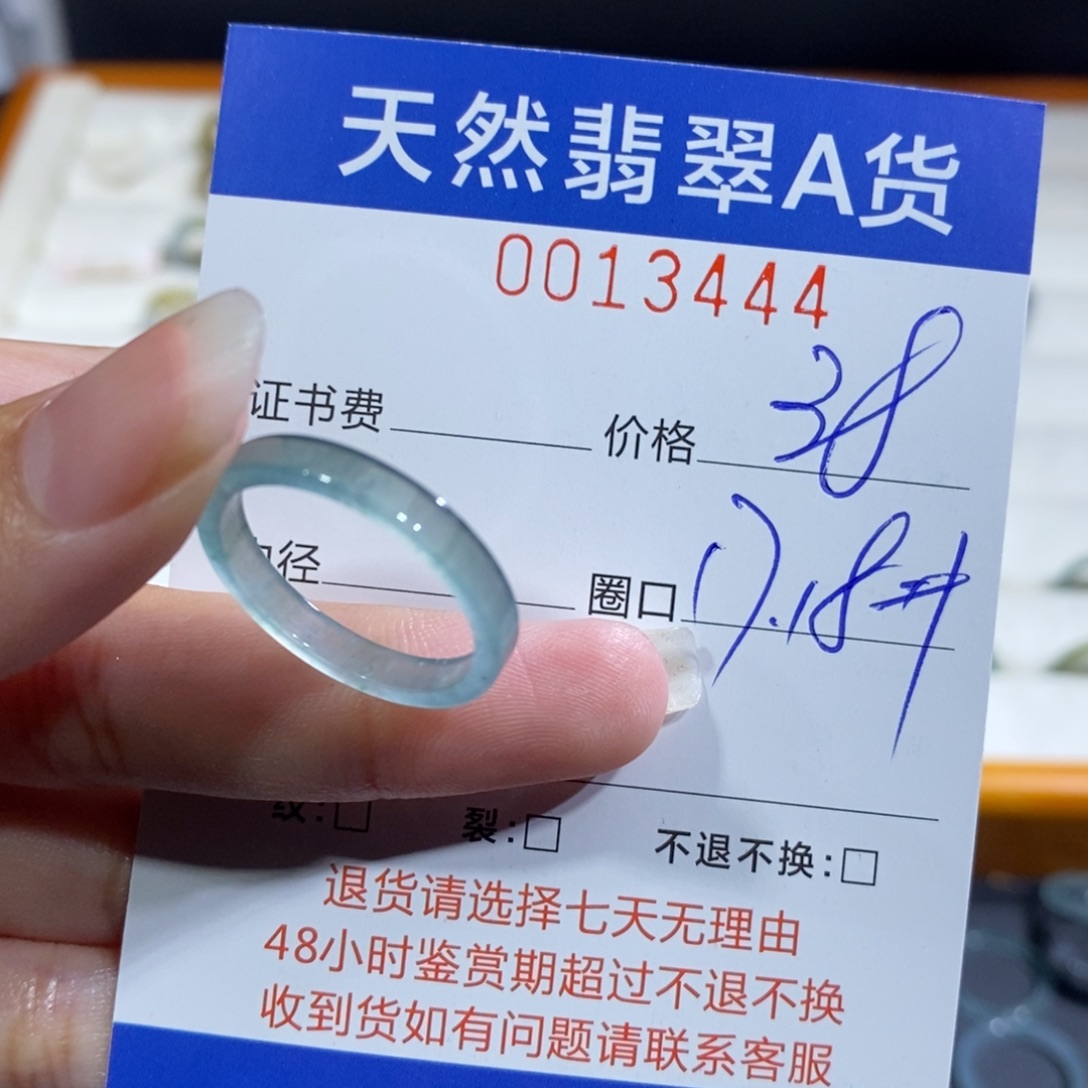 天然翡翠A货
0013444
证书费 价格 38
径 圈口 17.18#
纹:□ 裂:□ 不退不换:□
退货请选择七天无理由
48小时鉴赏期超过不退不换
收到货如有问题请联系客服